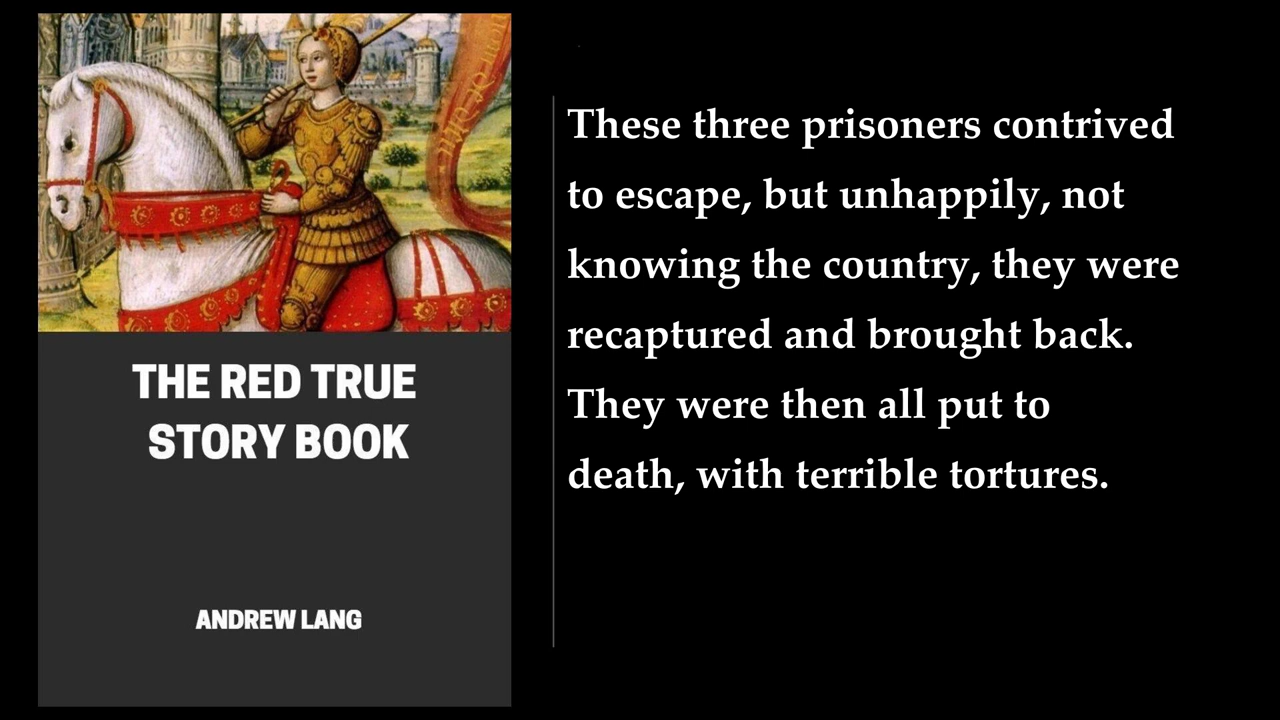 THE RED TRUE
STORY BOOK
ANDREW LANG
These three prisoners contrived
to escape, but unhappily, not
knowing the country, they were
recaptured and brought back.
They were then all put to
death, with terrible tortures.